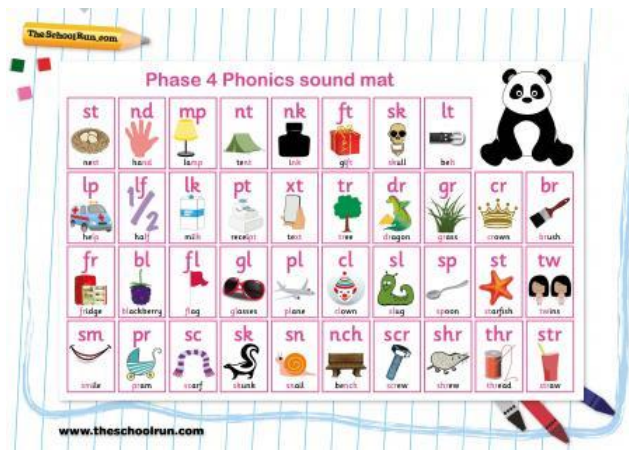 TheSchoolRun.com
Phase 4 Phonics sound mat
st nd mp nt nk ft sk lt
nest hand lamp tent ink gift skull belt
lp lf lk pt xt tr dr gr cr br
help half milk receipt text tree dragon grass crown brush
fr bl fl gl pl cl sl sp st tw
fridge blackberry flag glasses plane clown slug spoon starfish twins
sm pr sc sk sn nch scr shr thr str
smile pram scarf skunk snail bench screw shrew thread straw
www.theschoolrun.com